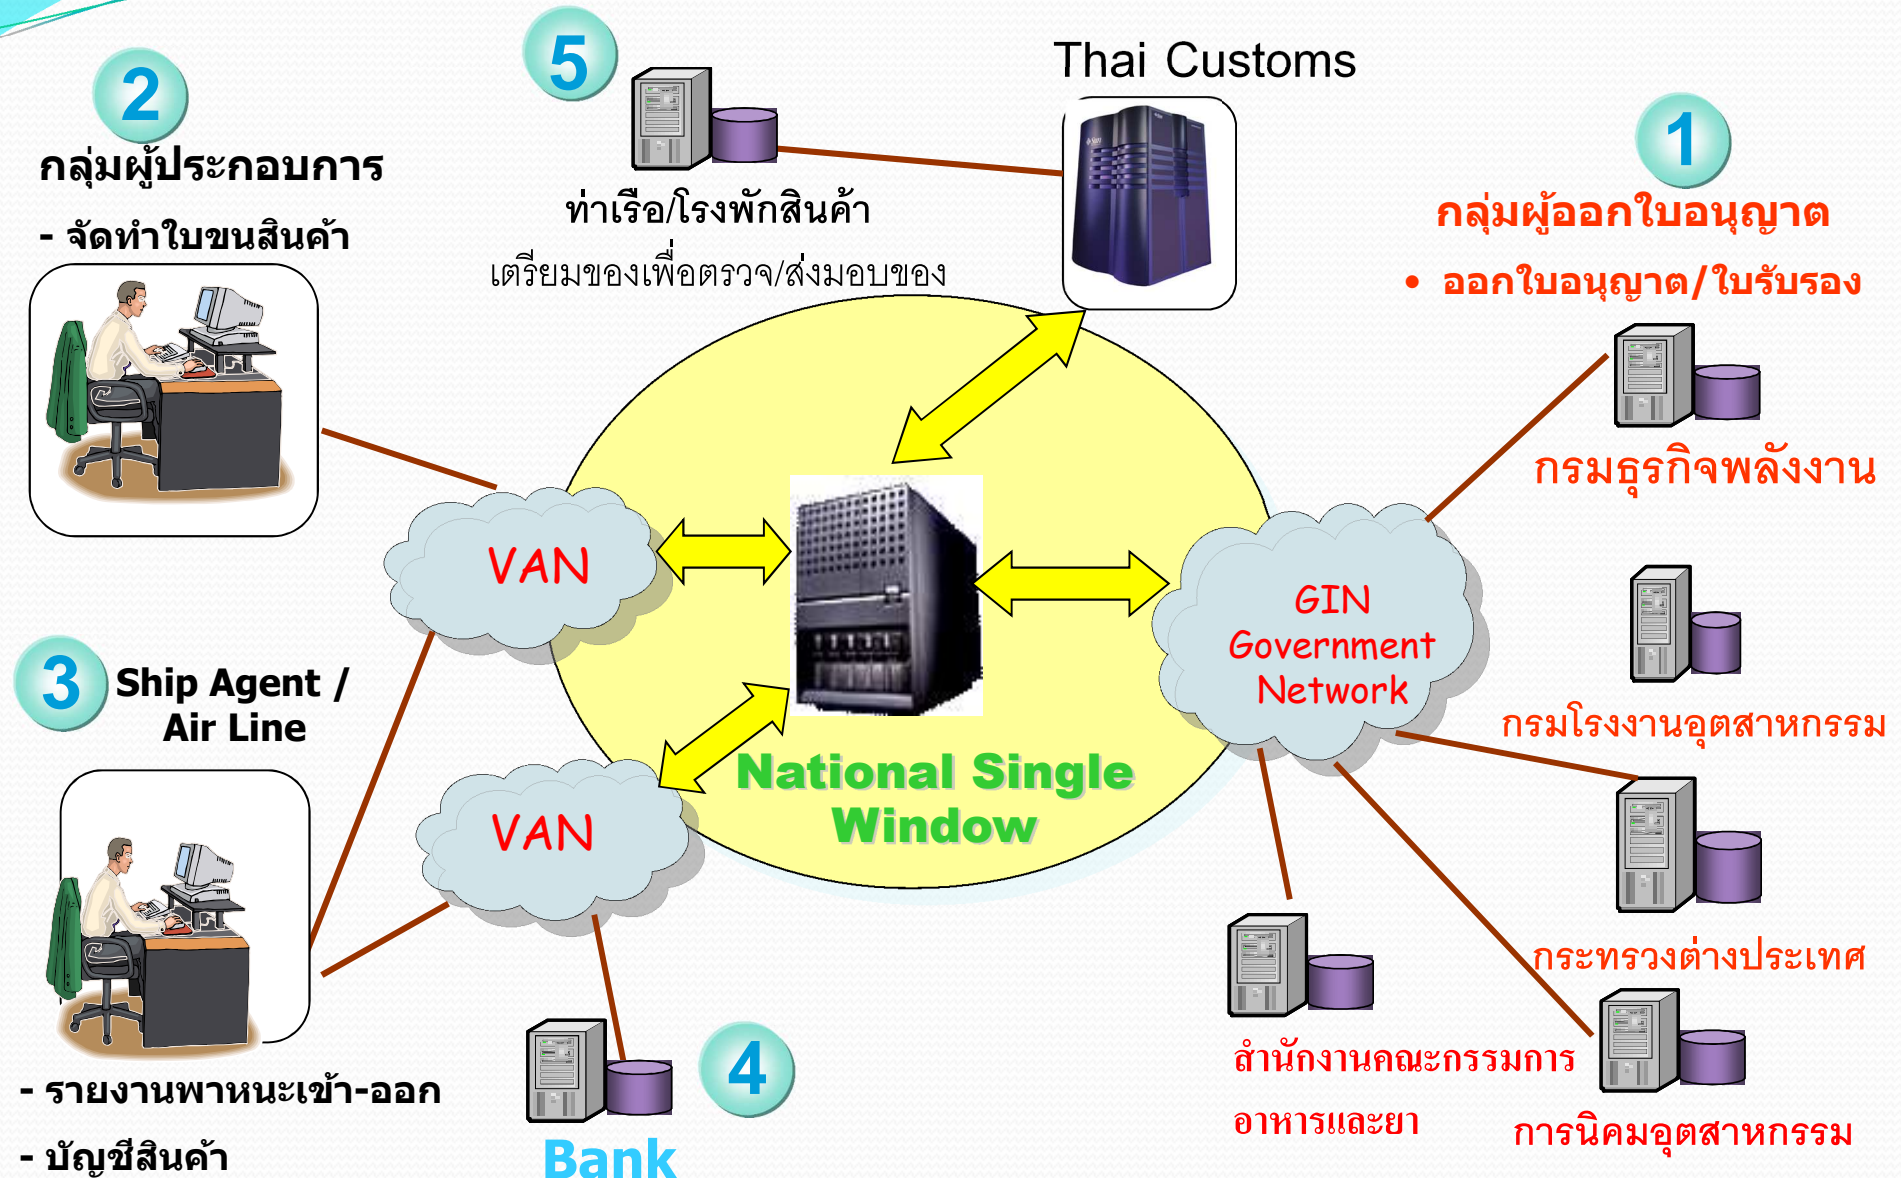 5
Thai Customs
2
1
กลุ่มผู้ประกอบการ
- จัดทำใบขนสินค้า
ท่าเรือ/โรงพักสินค้า
เตรียมของเพื่อตรวจ/ส่งมอบของ
กลุ่มผู้ออกใบอนุญาต
• ออกใบอนุญาต/ใบรับรอง
กรมธุรกิจพลังงาน
VAN
GIN
Government
Network
3
Ship Agent /
Air Line
กรมโรงงานอุตสาหกรรม
National Single
Window
VAN
กระทรวงต่างประเทศ
สำนักงานคณะกรรมการ
อาหารและยา
การนิคมอุตสาหกรรม
- รายงานพาหนะเข้า-ออก
- บัญชีสินค้า
4
Bank